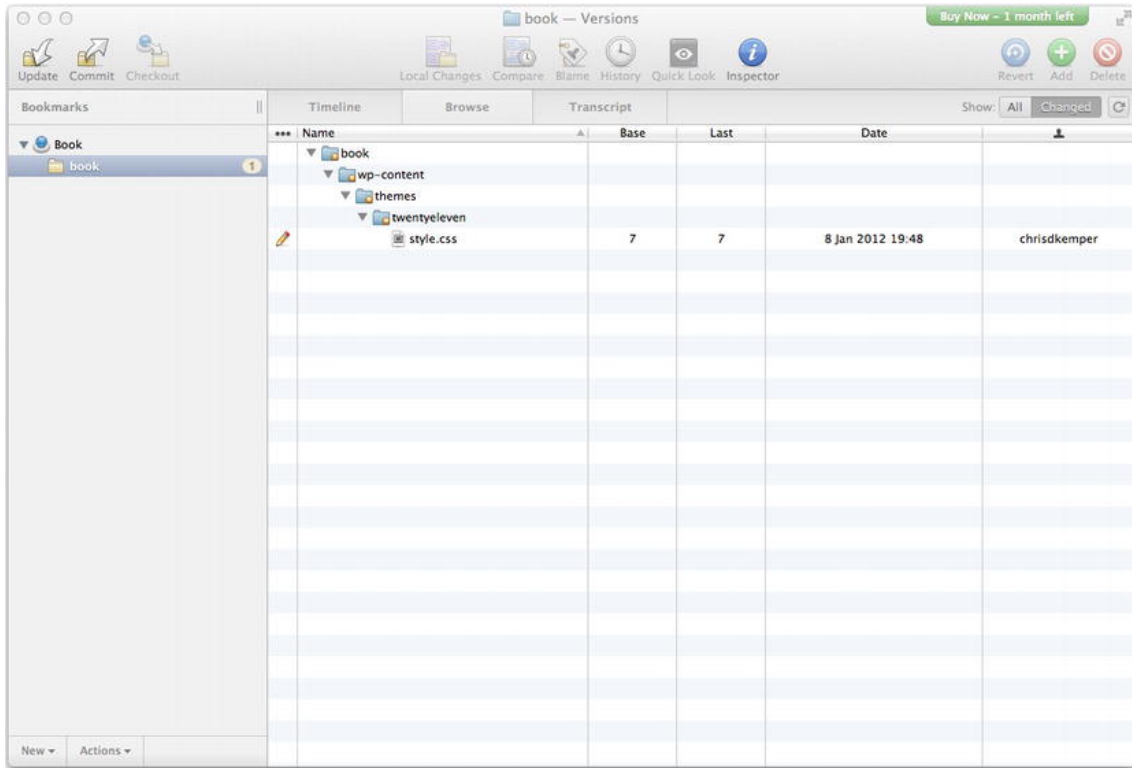 book — Versions
Buy Now – 1 month left
Update Commit Checkout Local Changes Compare Blame History Quick Look Inspector Revert Add Delete
Bookmarks Timeline Browse Transcript Show: All Changed
Name Base Last Date
Book
book 1
book
wp-content
themes
twentyeleven
style.css 7 7 8 Jan 2012 19:48 chrisdkemper
New Actions